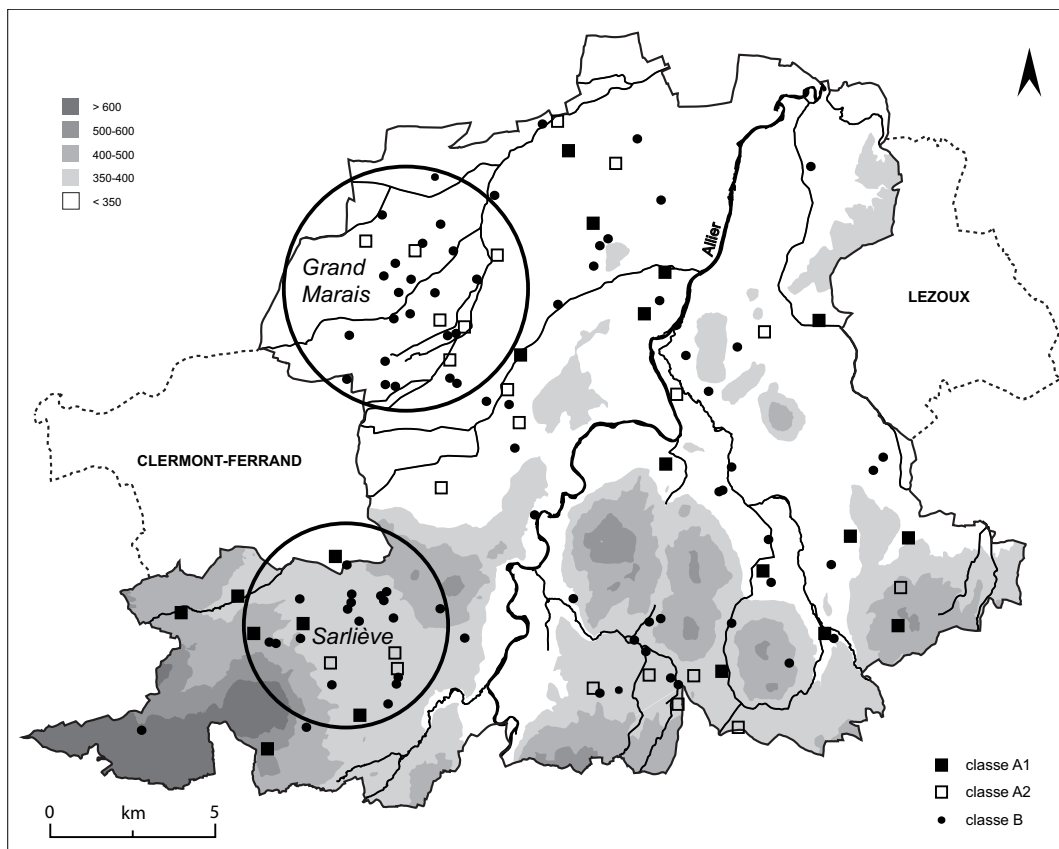 > 600
500-600
400-500
350-400
< 350
Grand
Marais
Allier
LEZOUX
CLERMONT-FERRAND
Sarliève
0 km 5
classe A1
classe A2
classe B